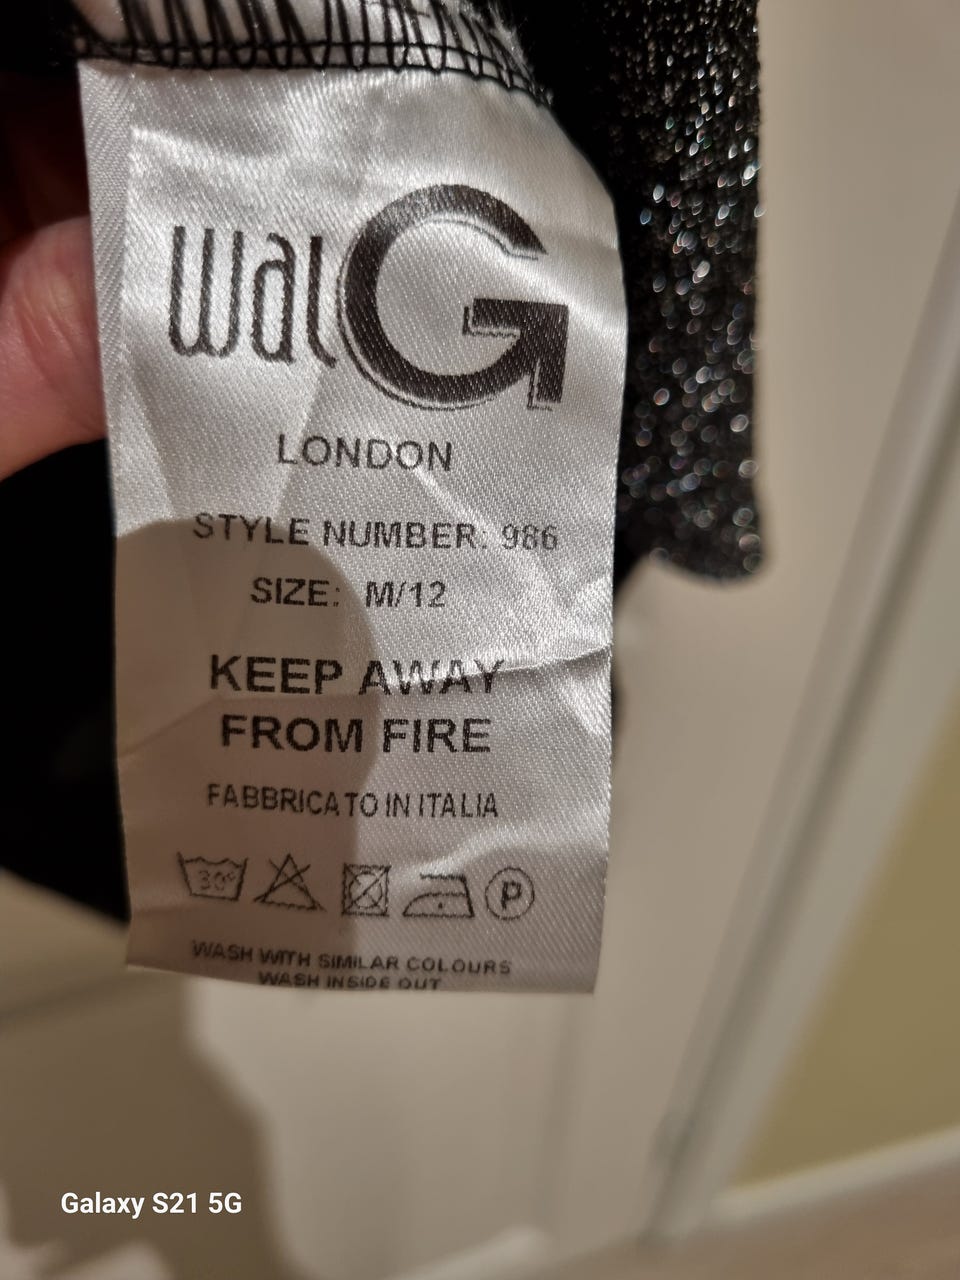 walG
LONDON
STYLE NUMBER: 986
SIZE: M/12
KEEP AWAY
FROM FIRE
FABBRICATO IN ITALIA
30°
P
WASH WITH SIMILAR COLOURS
WASH INSIDE OUT
Galaxy S21 5G